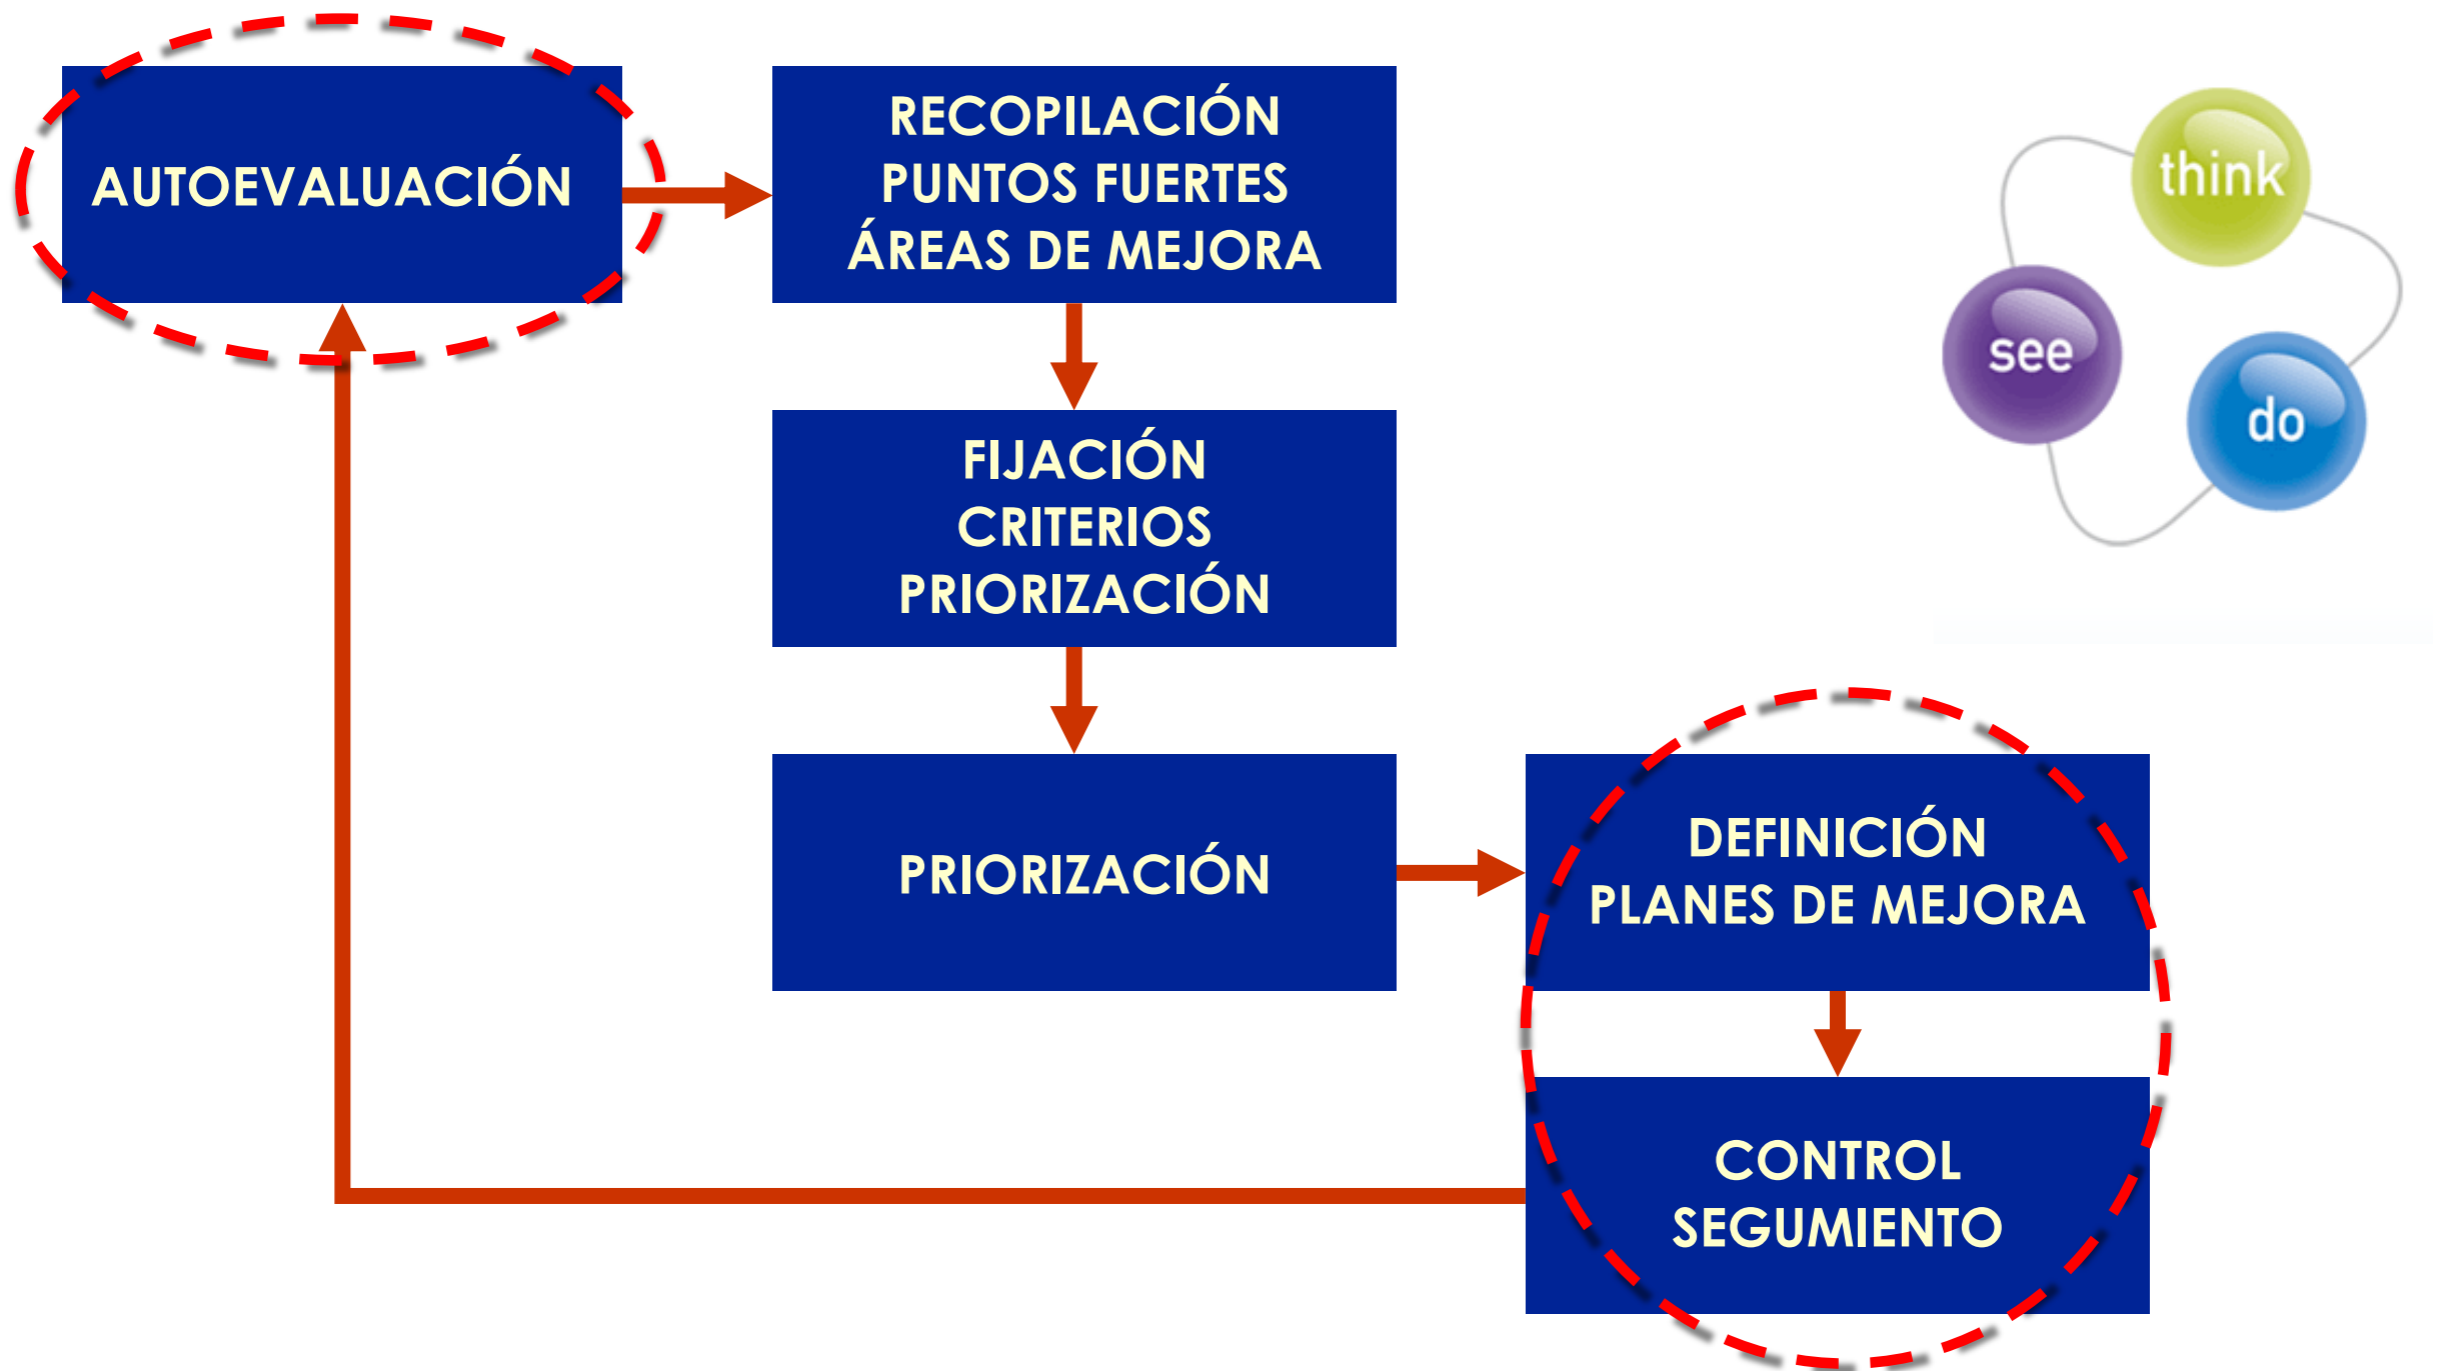 AUTOEVALUACIÓN
RECOPILACIÓN
PUNTOS FUERTES
ÁREAS DE MEJORA
FIJACIÓN
CRITERIOS
PRIORIZACIÓN
PRIORIZACIÓN
DEFINICIÓN
PLANES DE MEJORA
CONTROL
SEGUMIENTO
think
see
do